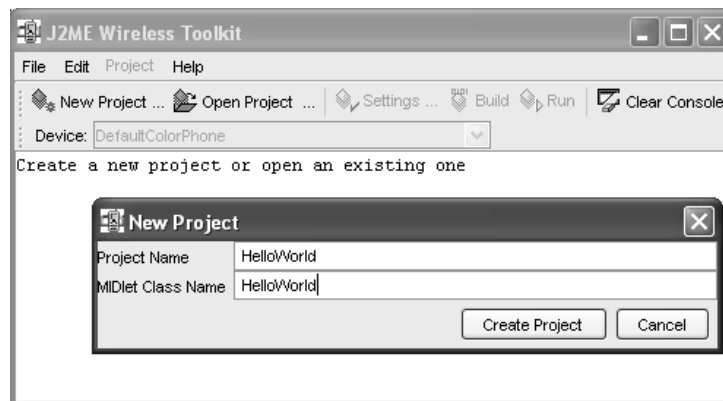 J2ME Wireless Toolkit
File Edit Project Help
New Project ... Open Project ... Settings ... Build Run Clear Console
Device: DefaultColorPhone
Create a new project or open an existing one
New Project
Project Name HelloWorld
MIDlet Class Name HelloWorld
Create Project Cancel